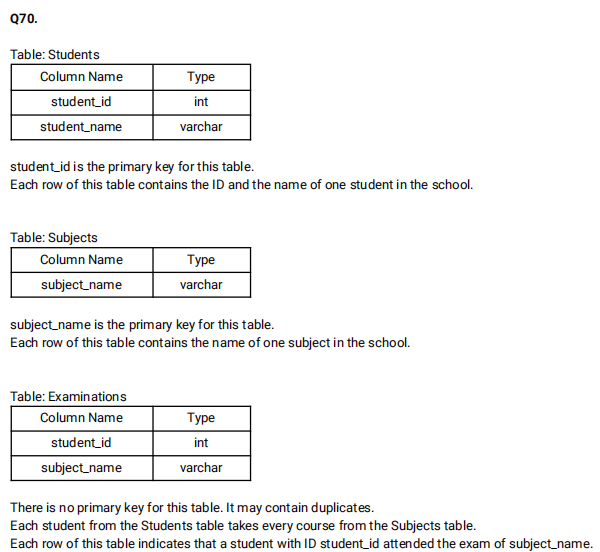 Q70.
Table: Students
Column Name Type
student_id int
student_name varchar
student_id is the primary key for this table.
Each row of this table contains the ID and the name of one student in the school.
Table: Subjects
Column Name Type
subject_name varchar
subject_name is the primary key for this table.
Each row of this table contains the name of one subject in the school.
Table: Examinations
Column Name Type
student_id int
subject_name varchar
There is no primary key for this table. It may contain duplicates.
Each student from the Students table takes every course from the Subjects table.
Each row of this table indicates that a student with ID student_id attended the exam of subject_name.